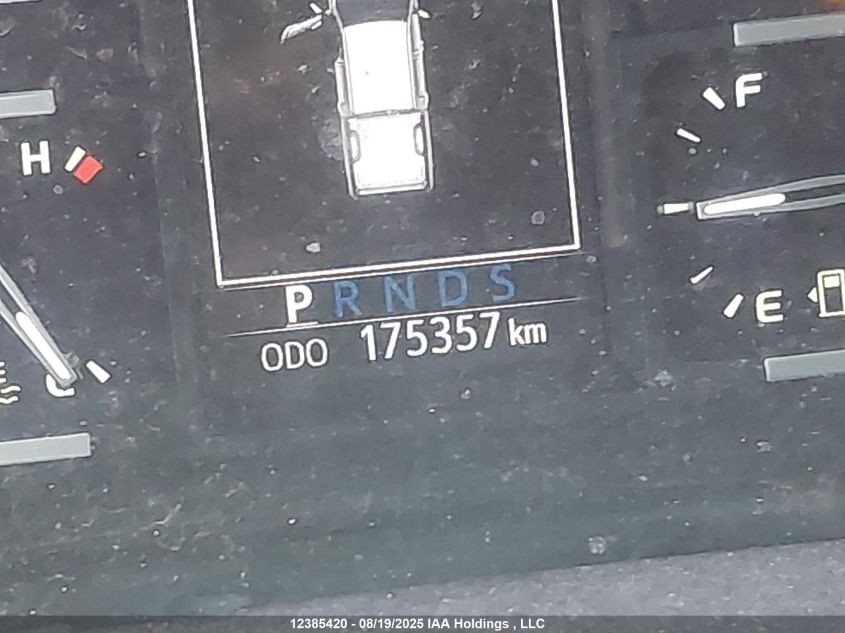 F
H
P R N D S
E
ODO 175357 km
12385420 - 08/19/2025 IAA Holdings , LLC